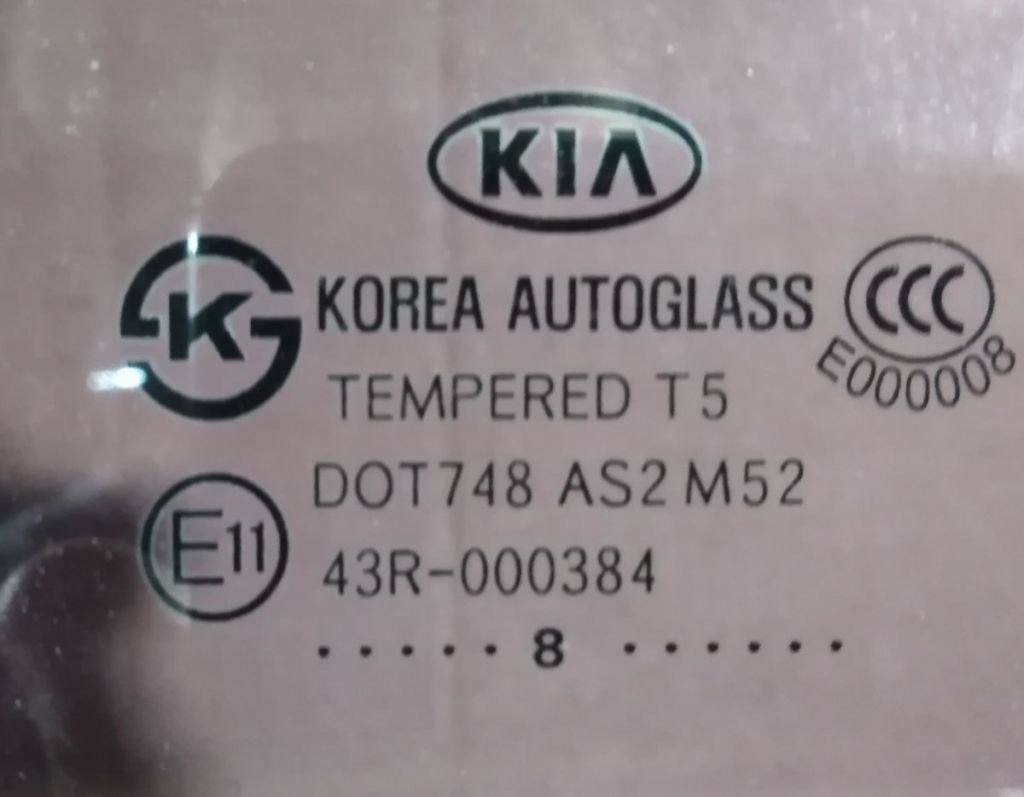 KIA
K
KOREA AUTOGLASS
CCC
E000008
TEMPERED T5
DOT748 AS2 M52
E11
43R-000384
· · · · · 8 · · · · · ·